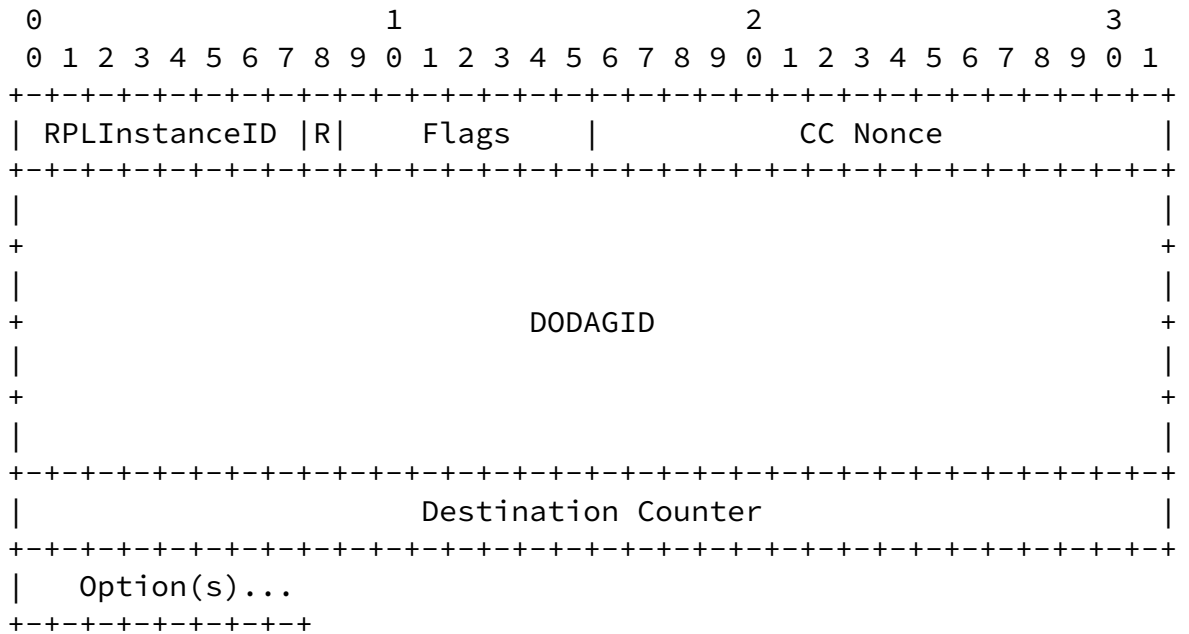 0                   1                   2                   3
0 1 2 3 4 5 6 7 8 9 0 1 2 3 4 5 6 7 8 9 0 1 2 3 4 5 6 7 8 9 0 1
+-+-+-+-+-+-+-+-+-+-+-+-+-+-+-+-+-+-+-+-+-+-+-+-+-+-+-+-+-+-+-+-+
| RPLInstanceID |R|    Flags    |           CC Nonce            |
+-+-+-+-+-+-+-+-+-+-+-+-+-+-+-+-+-+-+-+-+-+-+-+-+-+-+-+-+-+-+-+-+
|                                                               |
+                                                               +
|                                                               |
+                            DODAGID                            +
|                                                               |
+                                                               +
|                                                               |
+-+-+-+-+-+-+-+-+-+-+-+-+-+-+-+-+-+-+-+-+-+-+-+-+-+-+-+-+-+-+-+-+
|                      Destination Counter                      |
+-+-+-+-+-+-+-+-+-+-+-+-+-+-+-+-+-+-+-+-+-+-+-+-+-+-+-+-+-+-+-+-+
|   Option(s)...
+-+-+-+-+-+-+-+-+